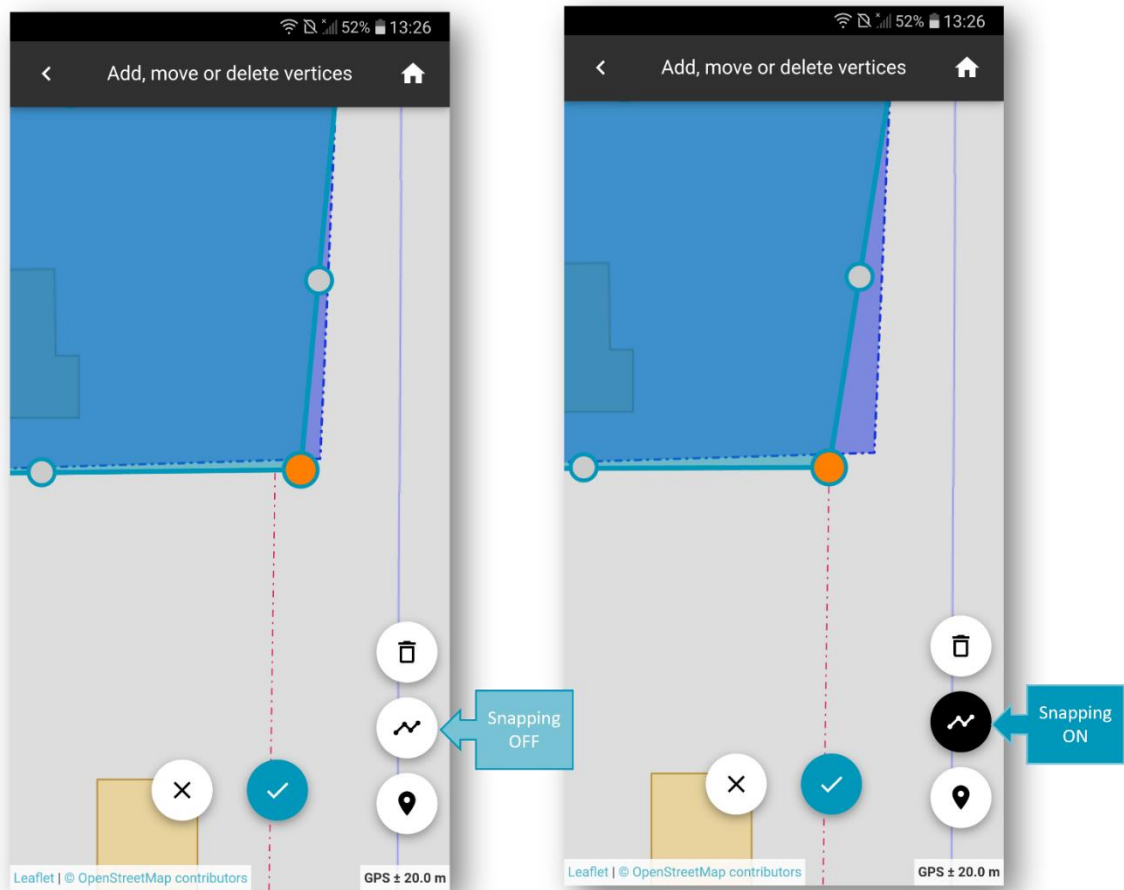 52% 13:26
Add, move or delete vertices
Snapping
OFF
Leaflet | © OpenStreetMap contributors
GPS ± 20.0 m
52% 13:26
Add, move or delete vertices
Snapping
ON
Leaflet | © OpenStreetMap contributors
GPS ± 20.0 m